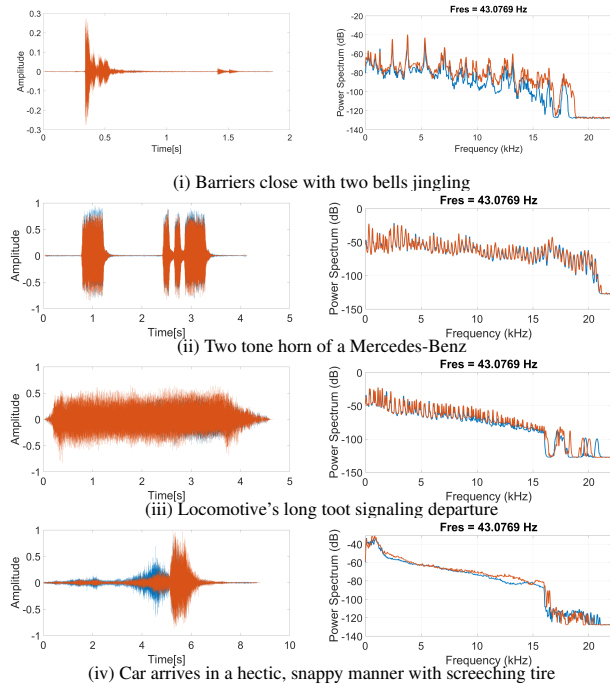 Fres = 43.0769 Hz
0.3
0.2
0.1
0
-0.1
-0.2
-0.3
Amplitude
0 0.5 1 1.5 2
Time[s]
-20
-40
-60
-80
-100
-120
-140
Power Spectrum (dB)
0 5 10 15 20
Frequency (kHz)
(i) Barriers close with two bells jingling
Fres = 43.0769 Hz
1
0.5
0
-0.5
-1
Amplitude
0 1 2 3 4 5
Time[s]
0
-50
-100
-150
Power Spectrum (dB)
0 5 10 15 20
Frequency (kHz)
(ii) Two tone horn of a Mercedes-Benz
Fres = 43.0769 Hz
1
0.5
0
-0.5
-1
Amplitude
0 1 2 3 4 5
Time[s]
0
-50
-100
-150
Power Spectrum (dB)
0 5 10 15 20
Frequency (kHz)
(iii) Locomotive's long toot signaling departure
Fres = 43.0769 Hz
1
0.5
0
-0.5
-1
Amplitude
0 2 4 6 8 10
Time[s]
-40
-60
-80
-100
-120
-140
Power Spectrum (dB)
0 5 10 15 20
Frequency (kHz)
(iv) Car arrives in a hectic, snappy manner with screeching tire